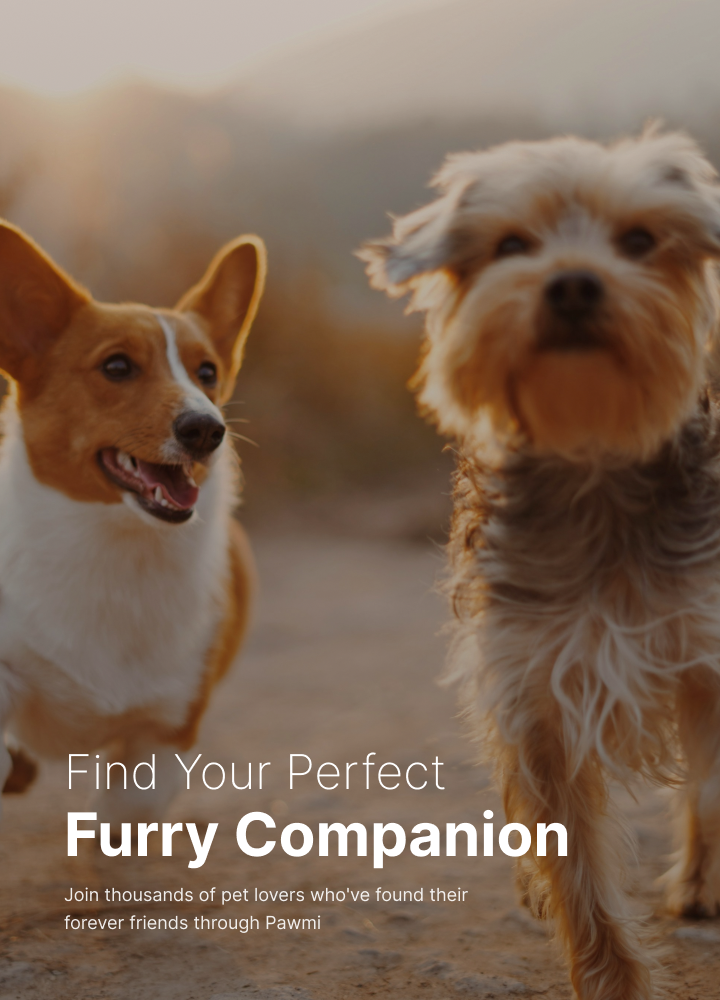 Find Your Perfect
Furry Companion
Join thousands of pet lovers who've found their
forever friends through Pawmi